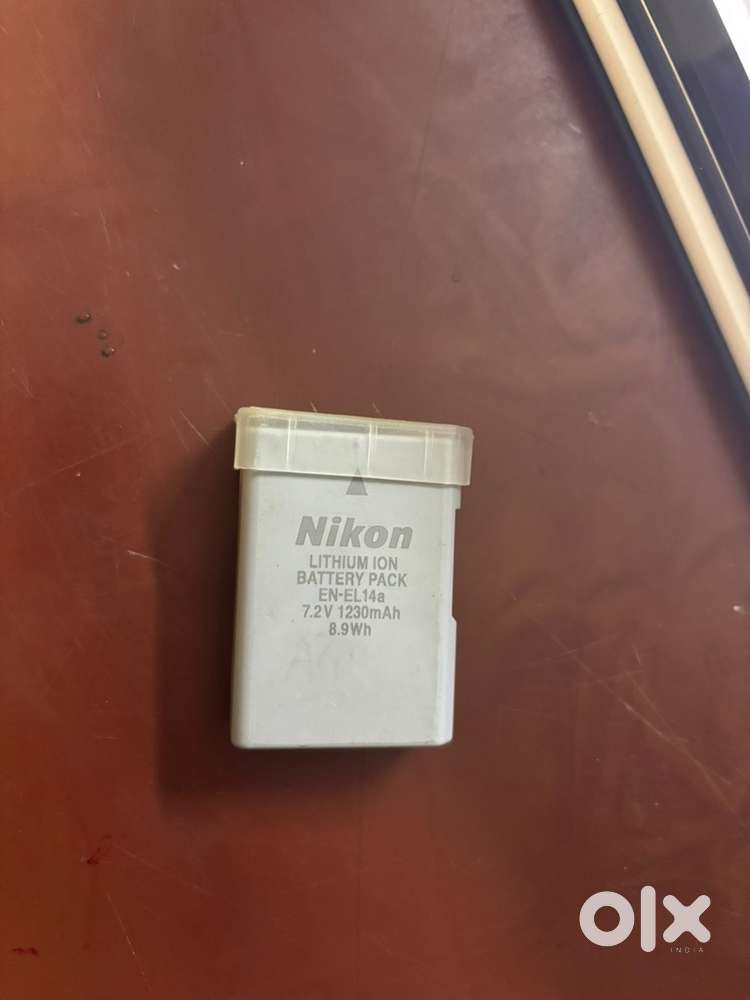 Nikon
LITHIUM ION
BATTERY PACK
EN-EL14a
7.2V 1230mAh
8.9Wh
olx
INDIA